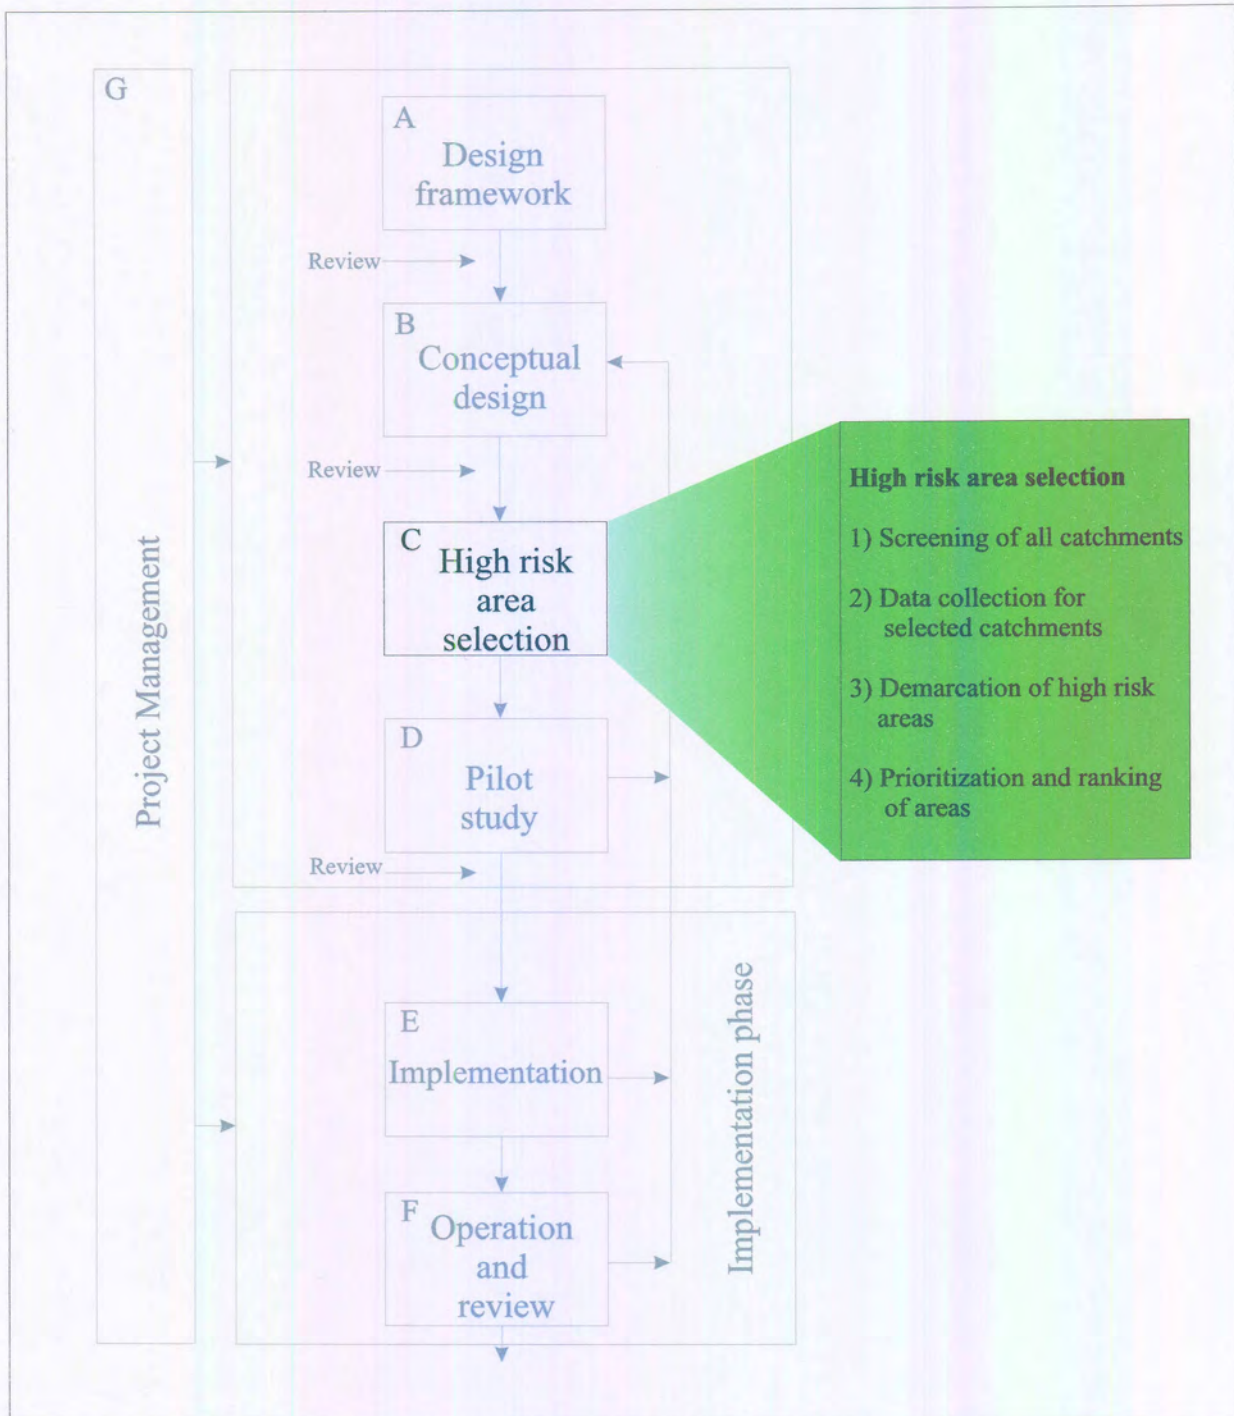 G
Project Management
A
Design
framework
Review
B
Conceptual
design
Review
C
High risk
area
selection
High risk area selection
1) Screening of all catchments
2) Data collection for
selected catchments
3) Demarcation of high risk
areas
4) Prioritization and ranking
of areas
D
Pilot
study
Review
E
Implementation
Implementation phase
F
Operation
and
review